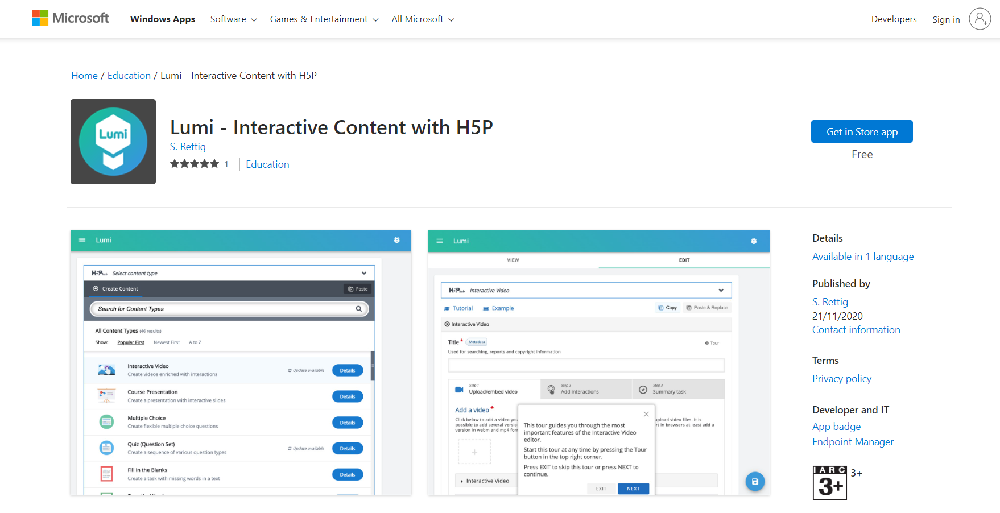 Microsoft
Windows Apps
Software
Games & Entertainment
All Microsoft
Developers
Sign in
Home / Education / Lumi - Interactive Content with H5P
Lumi
Lumi - Interactive Content with H5P
S. Rettig
1
Education
Get in Store app
Free
Lumi
H5P hub Select content type
Create Content
Paste
Search for Content Types
All Content Types (46 results)
Show: Popular First Newest First A to Z
Interactive Video
Create videos enriched with interactions
Update available
Details
Course Presentation
Create a presentation with interactive slides
Details
Multiple Choice
Create flexible multiple choice questions
Details
Quiz (Question Set)
Create a sequence of various question types
Update available
Details
Fill in the Blanks
Create a task with missing words in a text
Details
Lumi
VIEW
EDIT
H5P hub Interactive Video
Tutorial
Example
Copy
Paste & Replace
Interactive Video
Title * Metadata
Tour
Used for searching, reports and copyright information
Step 1
Upload/embed video
Step 2
Add interactions
Step 3
Summary task
Add a video *
Click below to add a video you
upload video files. It is
possible to add several versio
rt in browsers at least add a
version in webm and mp4 for
This tour guides you through the most
important features of the Interactive Video
editor.
Start this tour at any time by pressing the Tour
button in the top right corner.
Press EXIT to skip this tour or press NEXT to
continue.
EXIT
NEXT
Interactive Video
Details
Available in 1 language
Published by
S. Rettig
21/11/2020
Contact information
Terms
Privacy policy
Developer and IT
App badge
Endpoint Manager
IARC
3+
3+